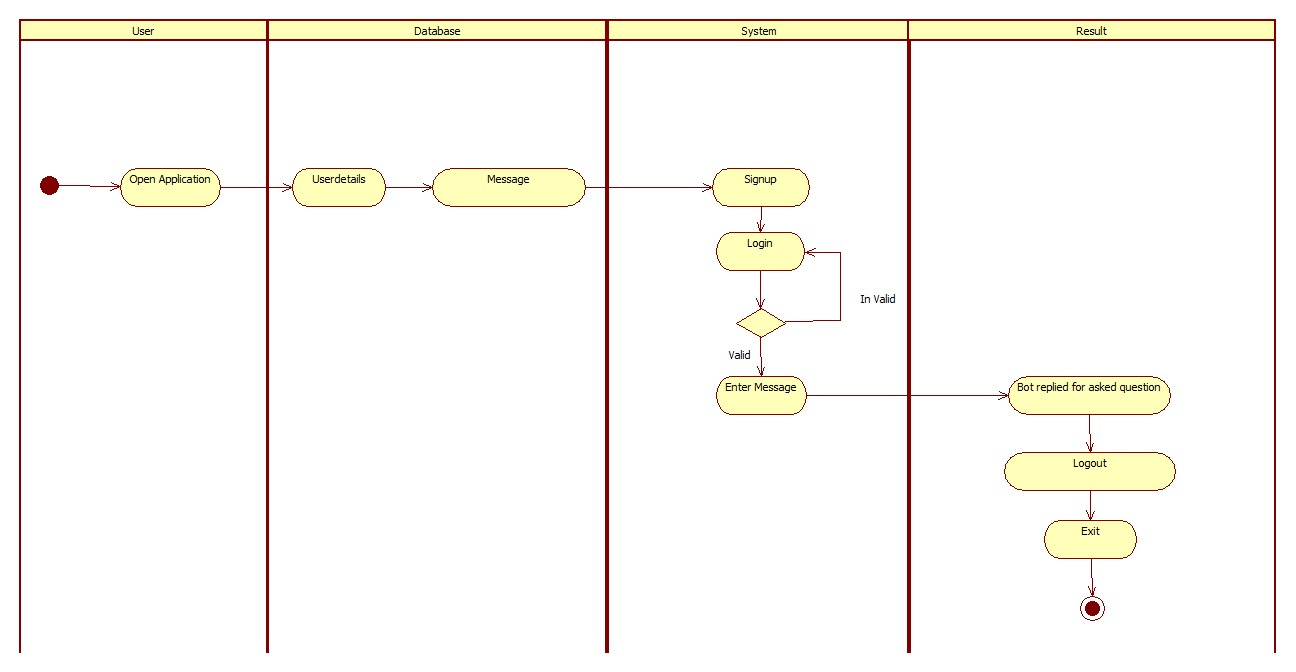 User
Database
System
Result
Open Application
Userdetails
Message
Signup
Login
In Valid
Valid
Enter Message
Bot replied for asked question
Logout
Exit